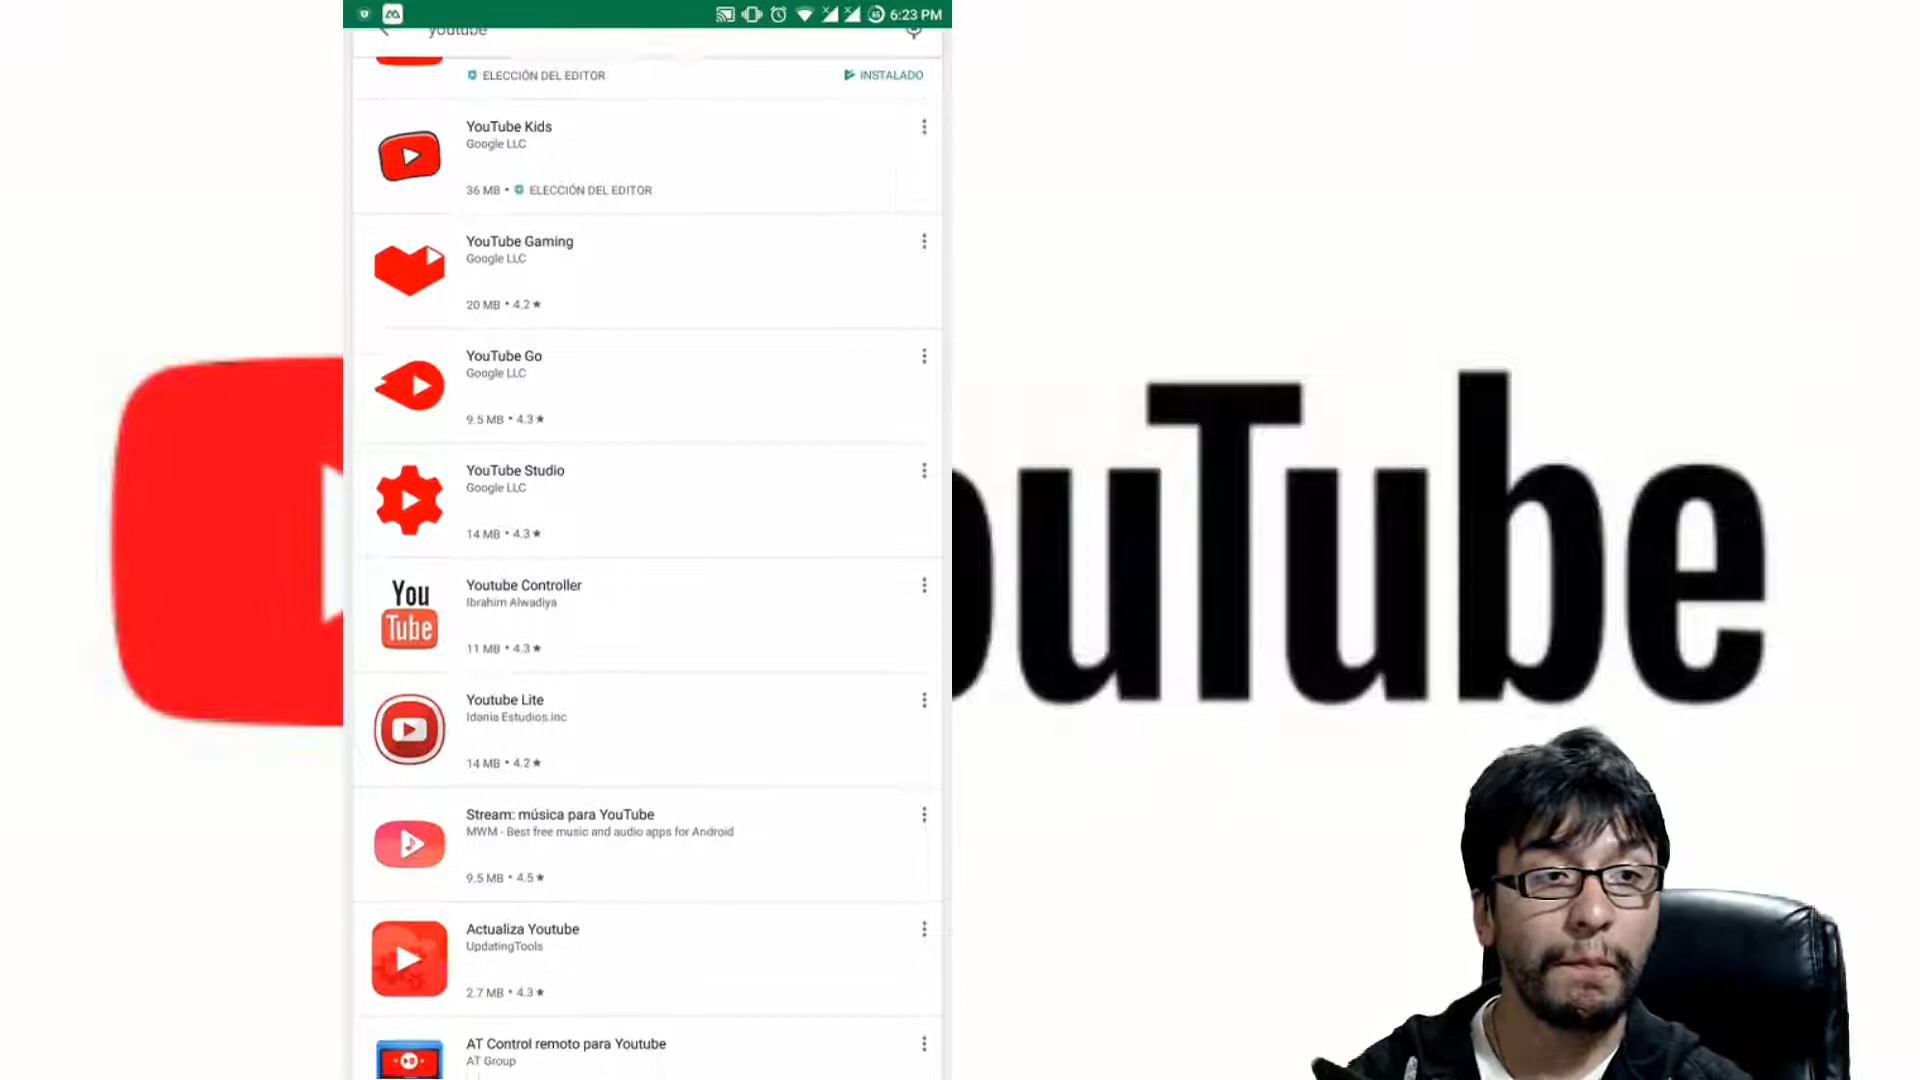 6:23 PM
youtube
ELECCIÓN DEL EDITOR
INSTALADO
YouTube Kids
Google LLC
36 MB • ELECCIÓN DEL EDITOR
YouTube Gaming
Google LLC
20 MB • 4.2 ★
YouTube Go
Google LLC
9.5 MB • 4.3 ★
YouTube Studio
Google LLC
14 MB • 4.3 ★
You
Tube
Youtube Controller
Ibrahim Alwadiya
11 MB • 4.3 ★
Youtube Lite
Idania Estudios.inc
14 MB • 4.2 ★
Stream: música para YouTube
MWM - Best free music and audio apps for Android
9.5 MB • 4.5 ★
Actualiza Youtube
UpdatingTools
2.7 MB • 4.3 ★
AT Control remoto para Youtube
AT Group
ouTube